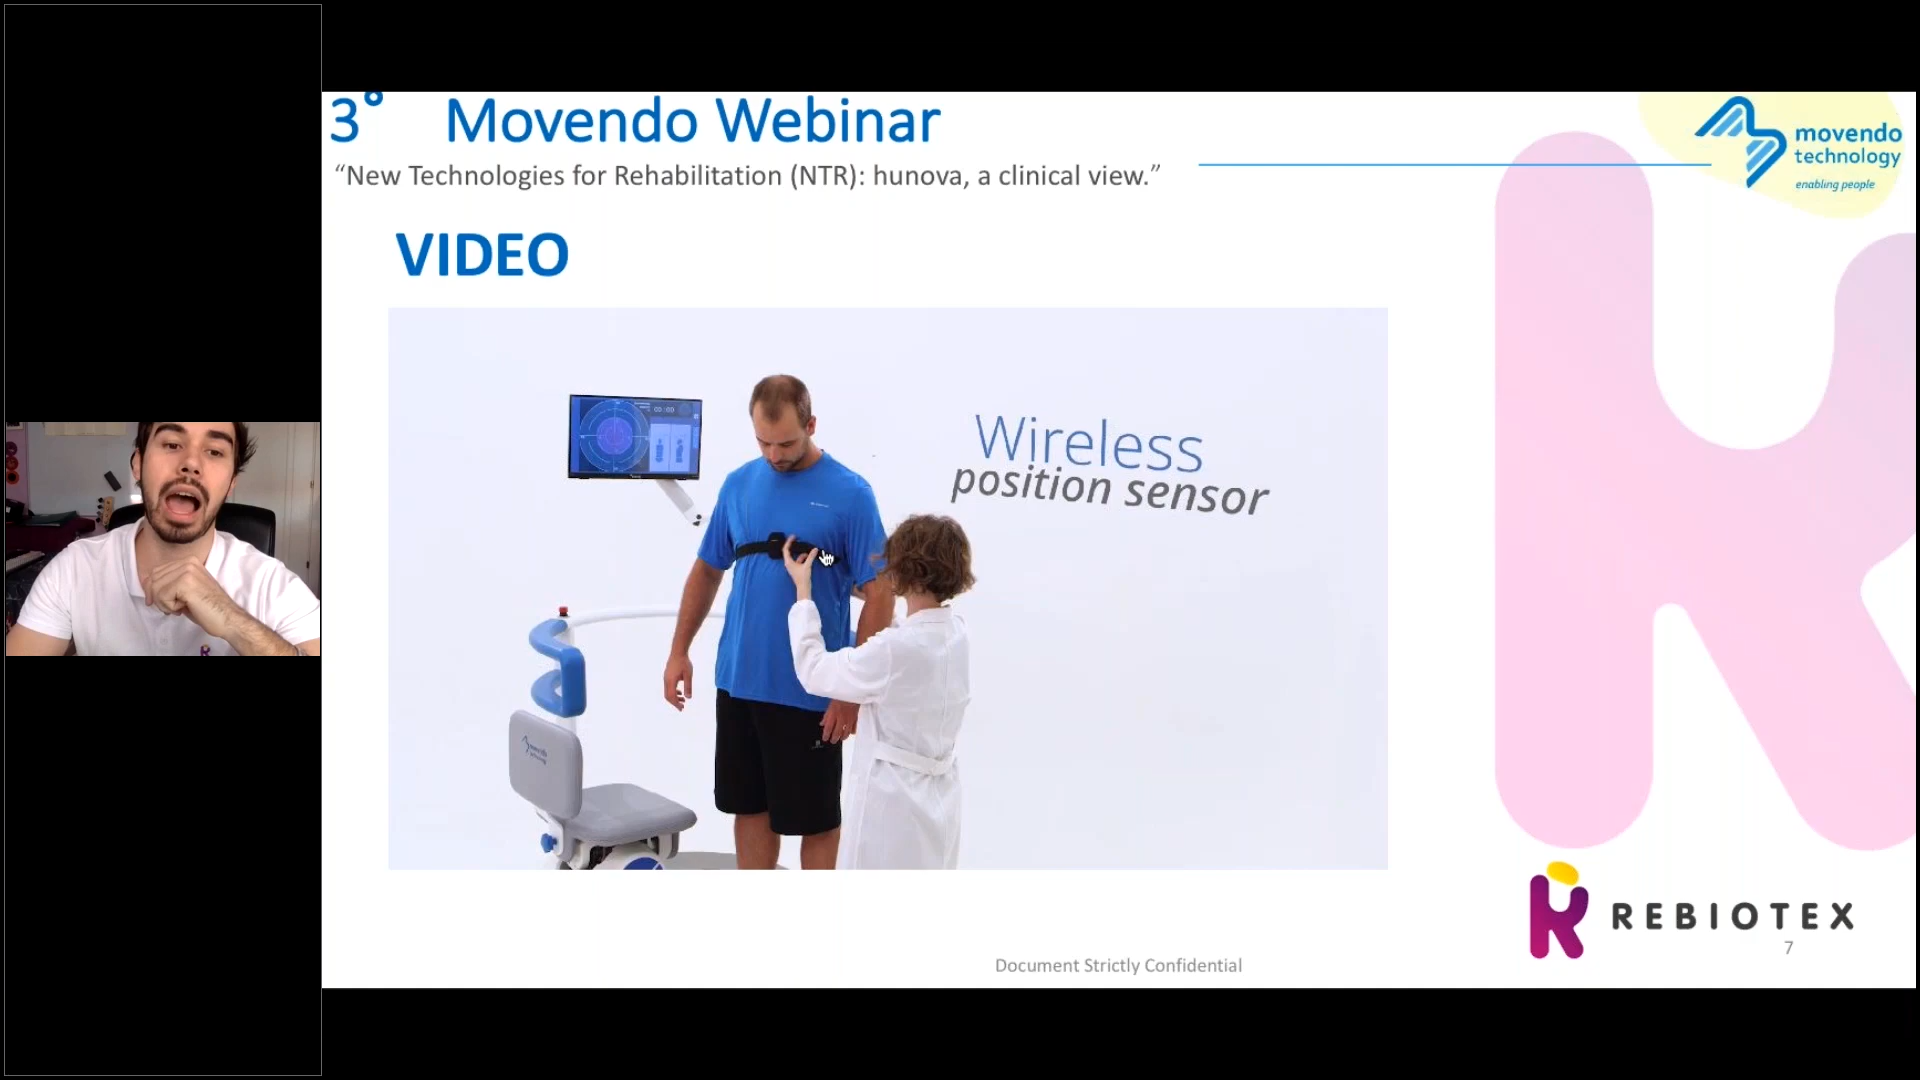 3° Movendo Webinar
“New Technologies for Rehabilitation (NTR): hunova, a clinical view.”
movendo
technology
enabling people
VIDEO
Wireless
position sensor
REBIOTEX
7
Document Strictly Confidential